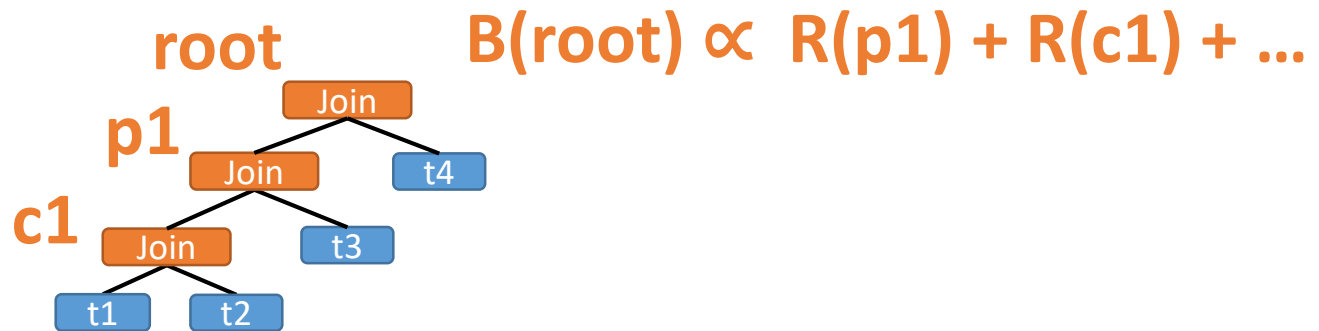 root
B(root) ∝ R(p1) + R(c1) + ...
Join
p1
Join
t4
c1
Join
t3
t1
t2